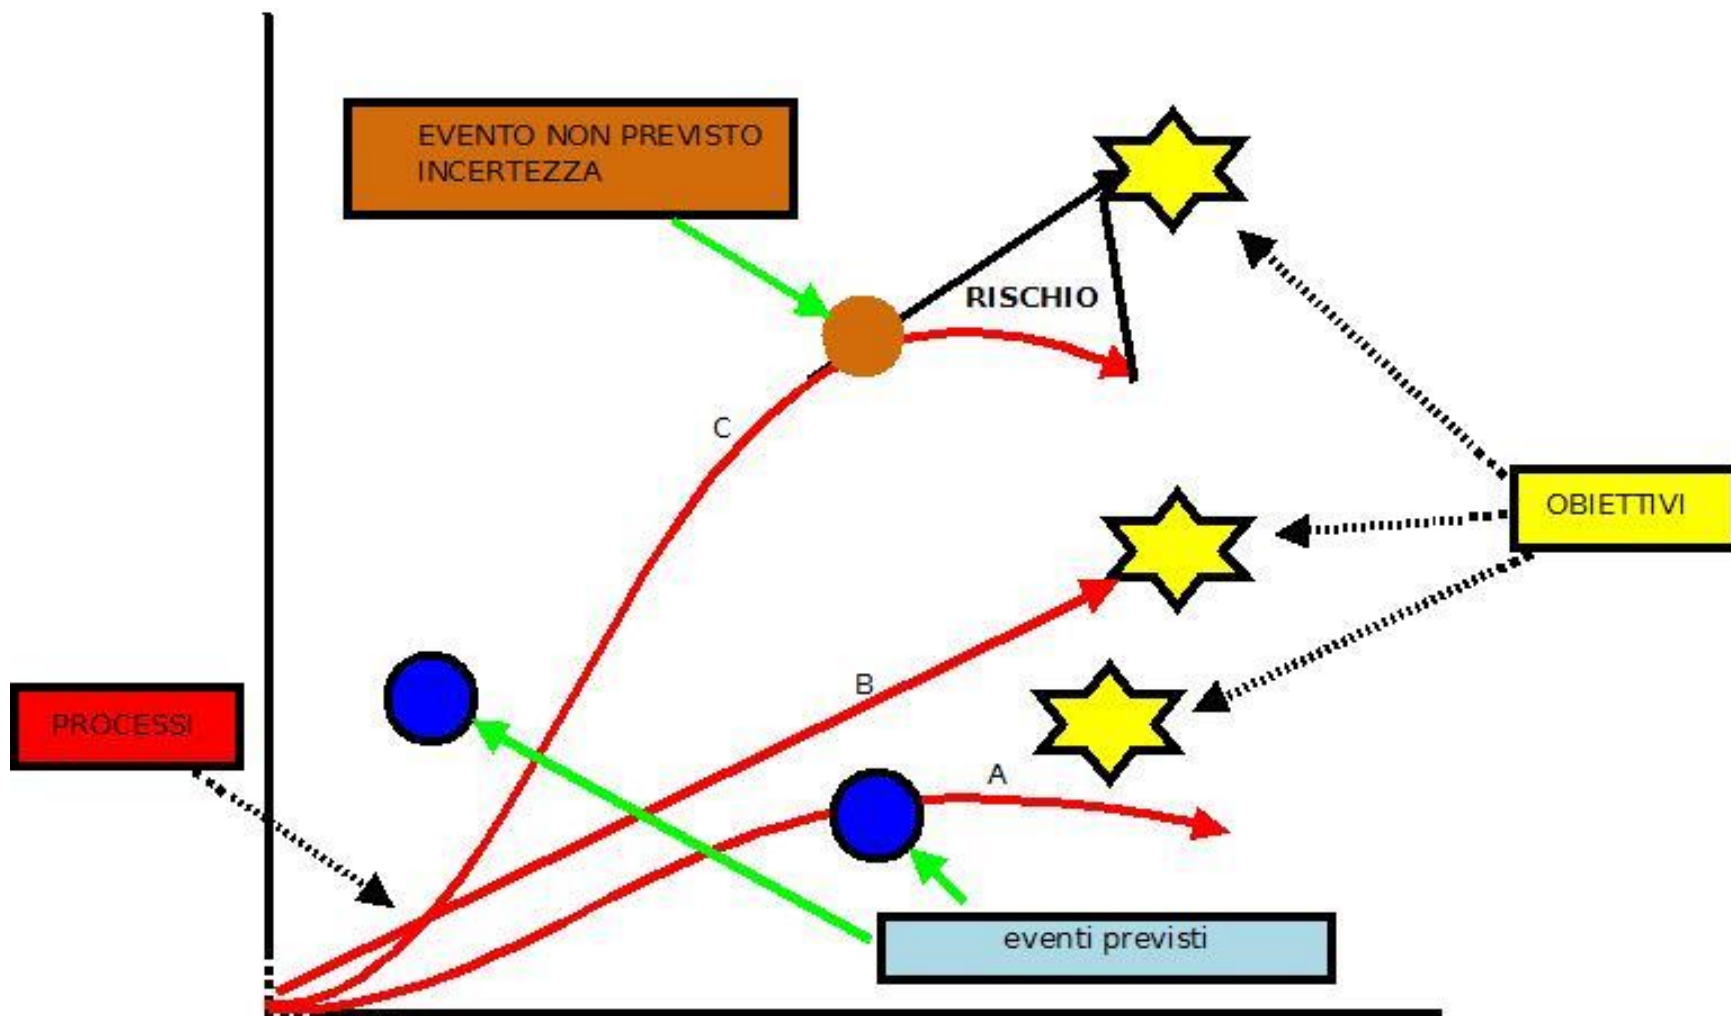 EVENTO NON PREVISTO
INCERTEZZA
RISCHIO
C
OBIETTIVI
B
PROCESSI
A
eventi previsti